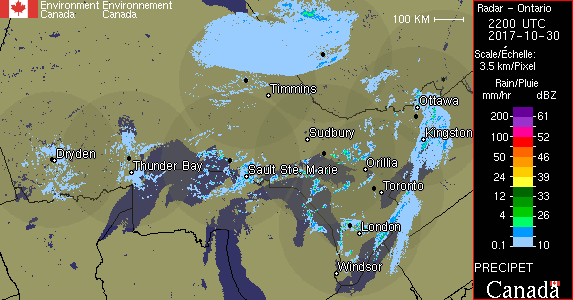 Environment Environnement
Canada Canada
100 KM
Timmins
Ottawa
Sudbury
Kingston
Dryden
Thunder Bay
Sault Ste. Marie
Orillia
Toronto
London
Windsor
Radar - Ontario
2200 UTC
2017-10-30
Scale/Échelle:
3.5 km/Pixel
Rain/Pluie
mm/hr dBZ
200 61
100 56
50 46
24 39
12 33
4 26
0.1 10
PRECIPET
Canada